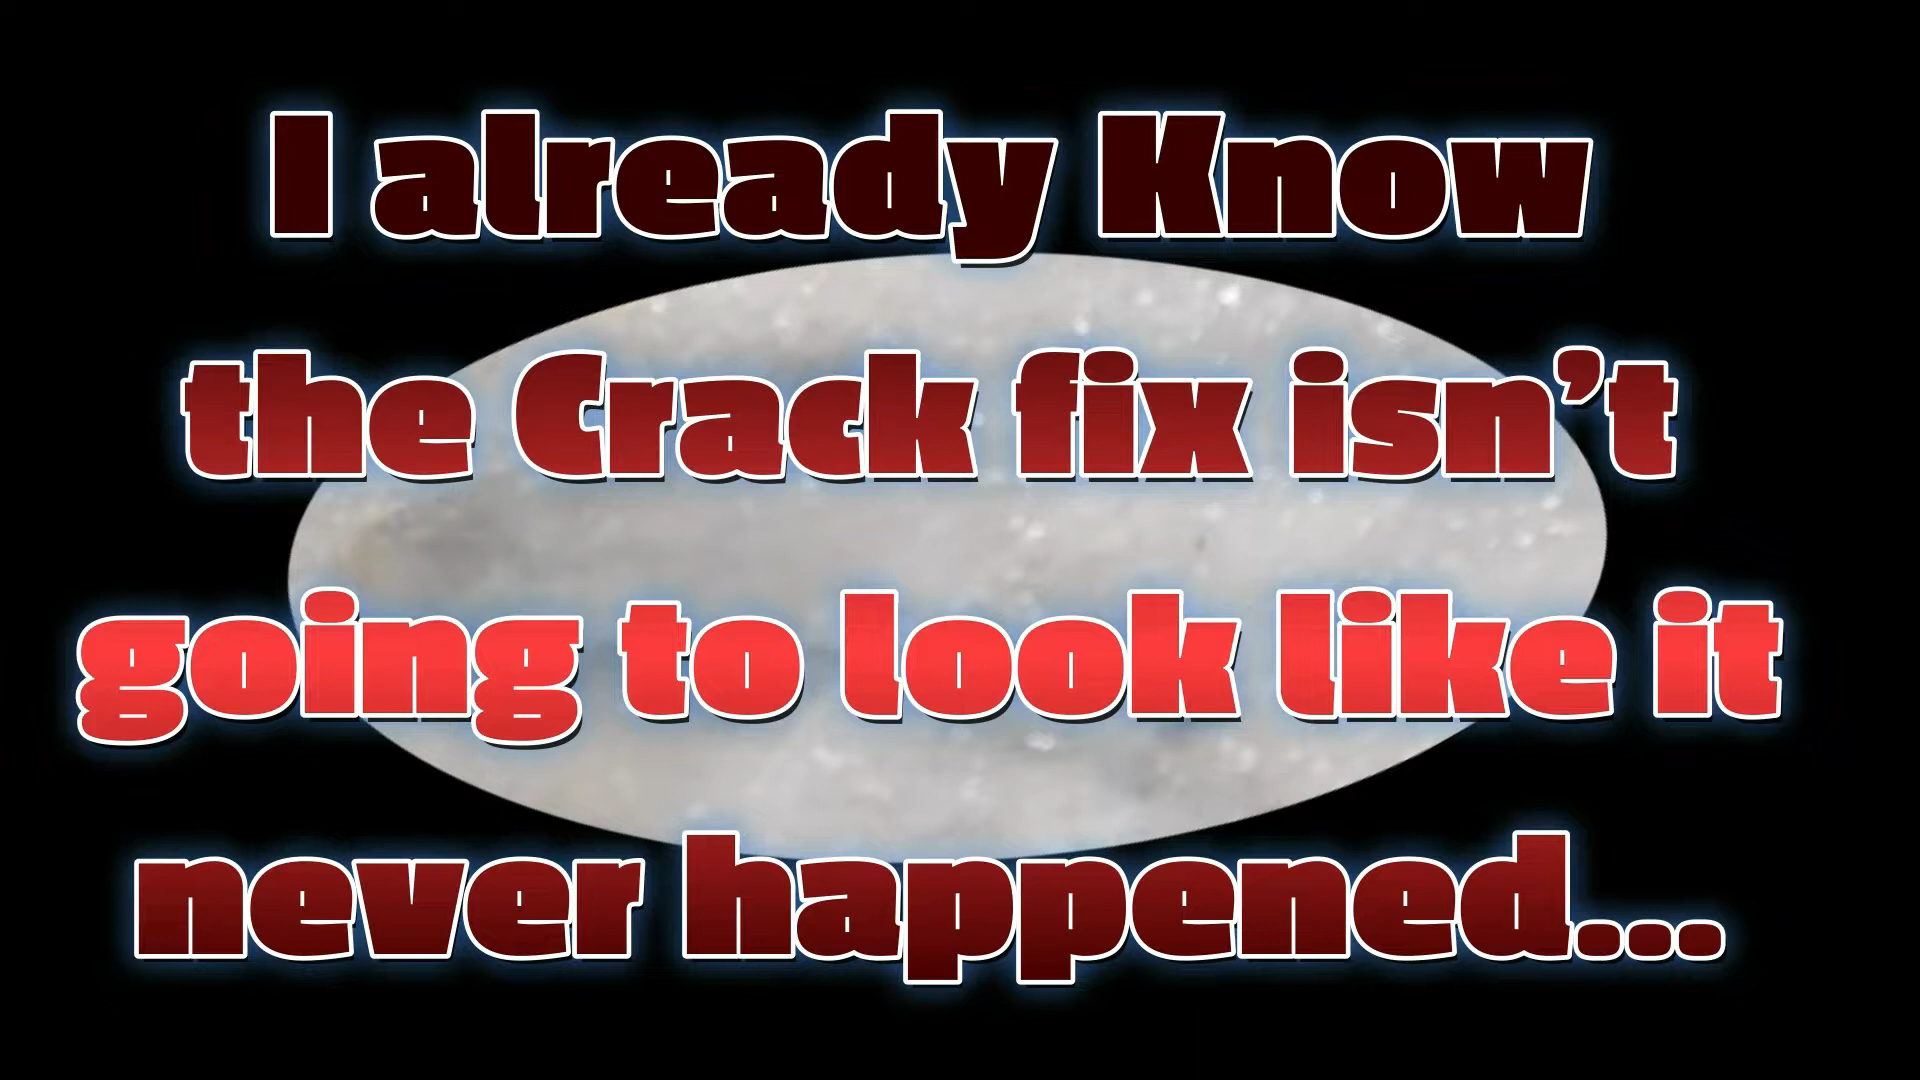 I already Know
the Crack fix isn’t
going to look like it
never happened...